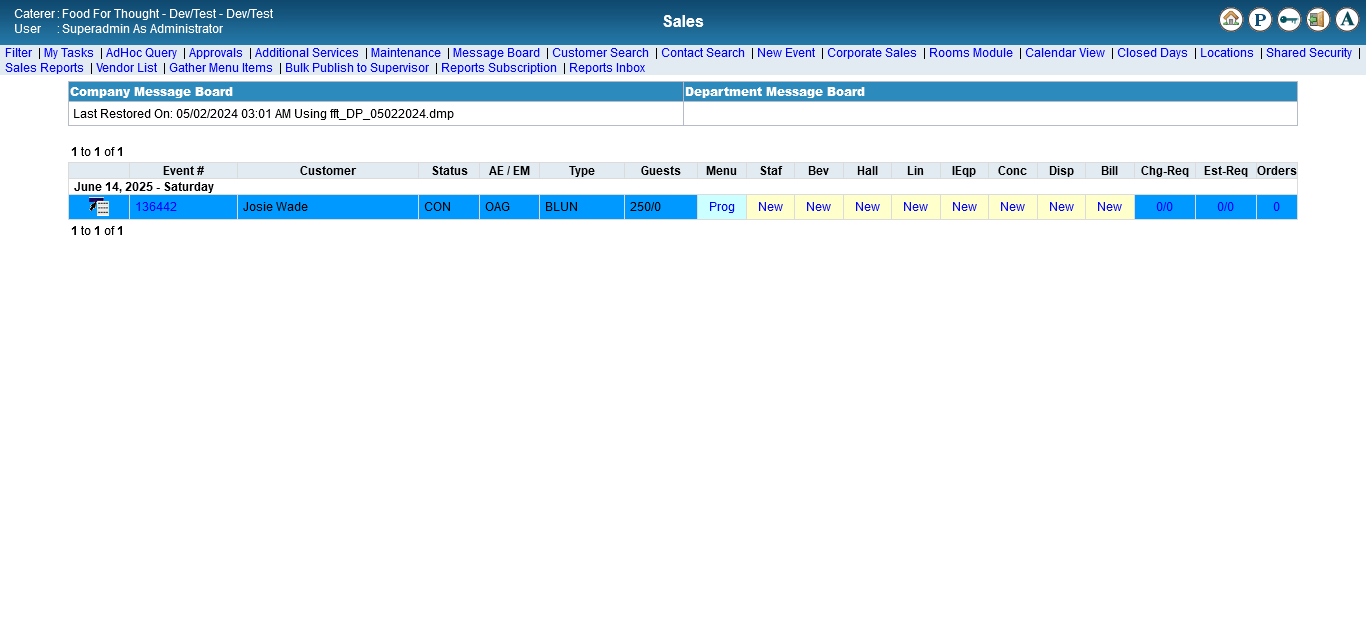 Caterer : Food For Thought - Dev/Test - Dev/Test
User : Superadmin As Administrator
Sales
P
A
Filter | My Tasks | AdHoc Query | Approvals | Additional Services | Maintenance | Message Board | Customer Search | Contact Search | New Event | Corporate Sales | Rooms Module | Calendar View | Closed Days | Locations | Shared Security |
Sales Reports | Vendor List | Gather Menu Items | Bulk Publish to Supervisor | Reports Subscription | Reports Inbox
Company Message Board Department Message Board
Last Restored On: 05/02/2024 03:01 AM Using fft_DP_05022024.dmp
1 to 1 of 1
Event # Customer Status AE / EM Type Guests Menu Staf Bev Hall Lin IEqp Conc Disp Bill Chg-Req Est-Req Orders
June 14, 2025 - Saturday
136442 Josie Wade CON OAG BLUN 250/0 Prog New New New New New New New New 0/0 0/0 0
1 to 1 of 1